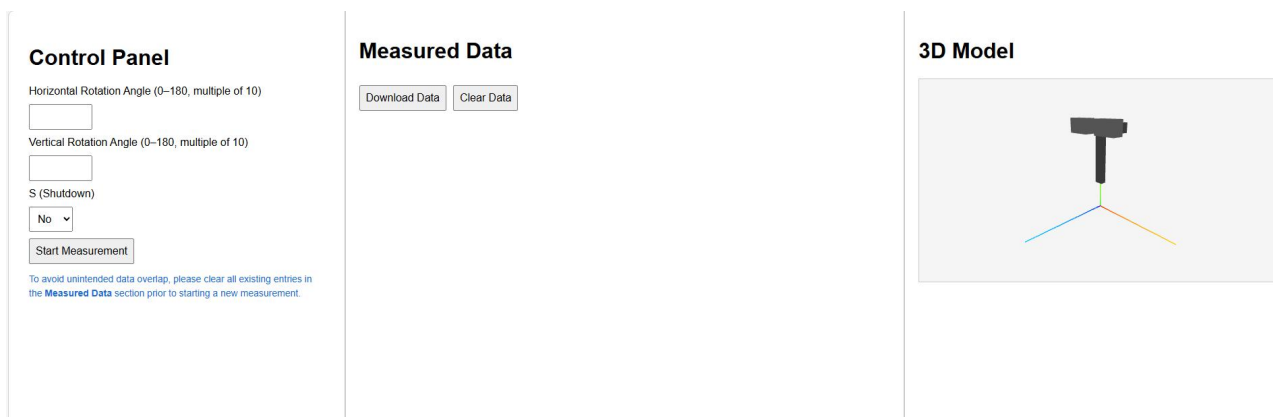 Control Panel
Horizontal Rotation Angle (0–180, multiple of 10)
Vertical Rotation Angle (0–180, multiple of 10)
S (Shutdown)
No
Start Measurement
To avoid unintended data overlap, please clear all existing entries in
the Measured Data section prior to starting a new measurement.
Measured Data
Download Data Clear Data
3D Model